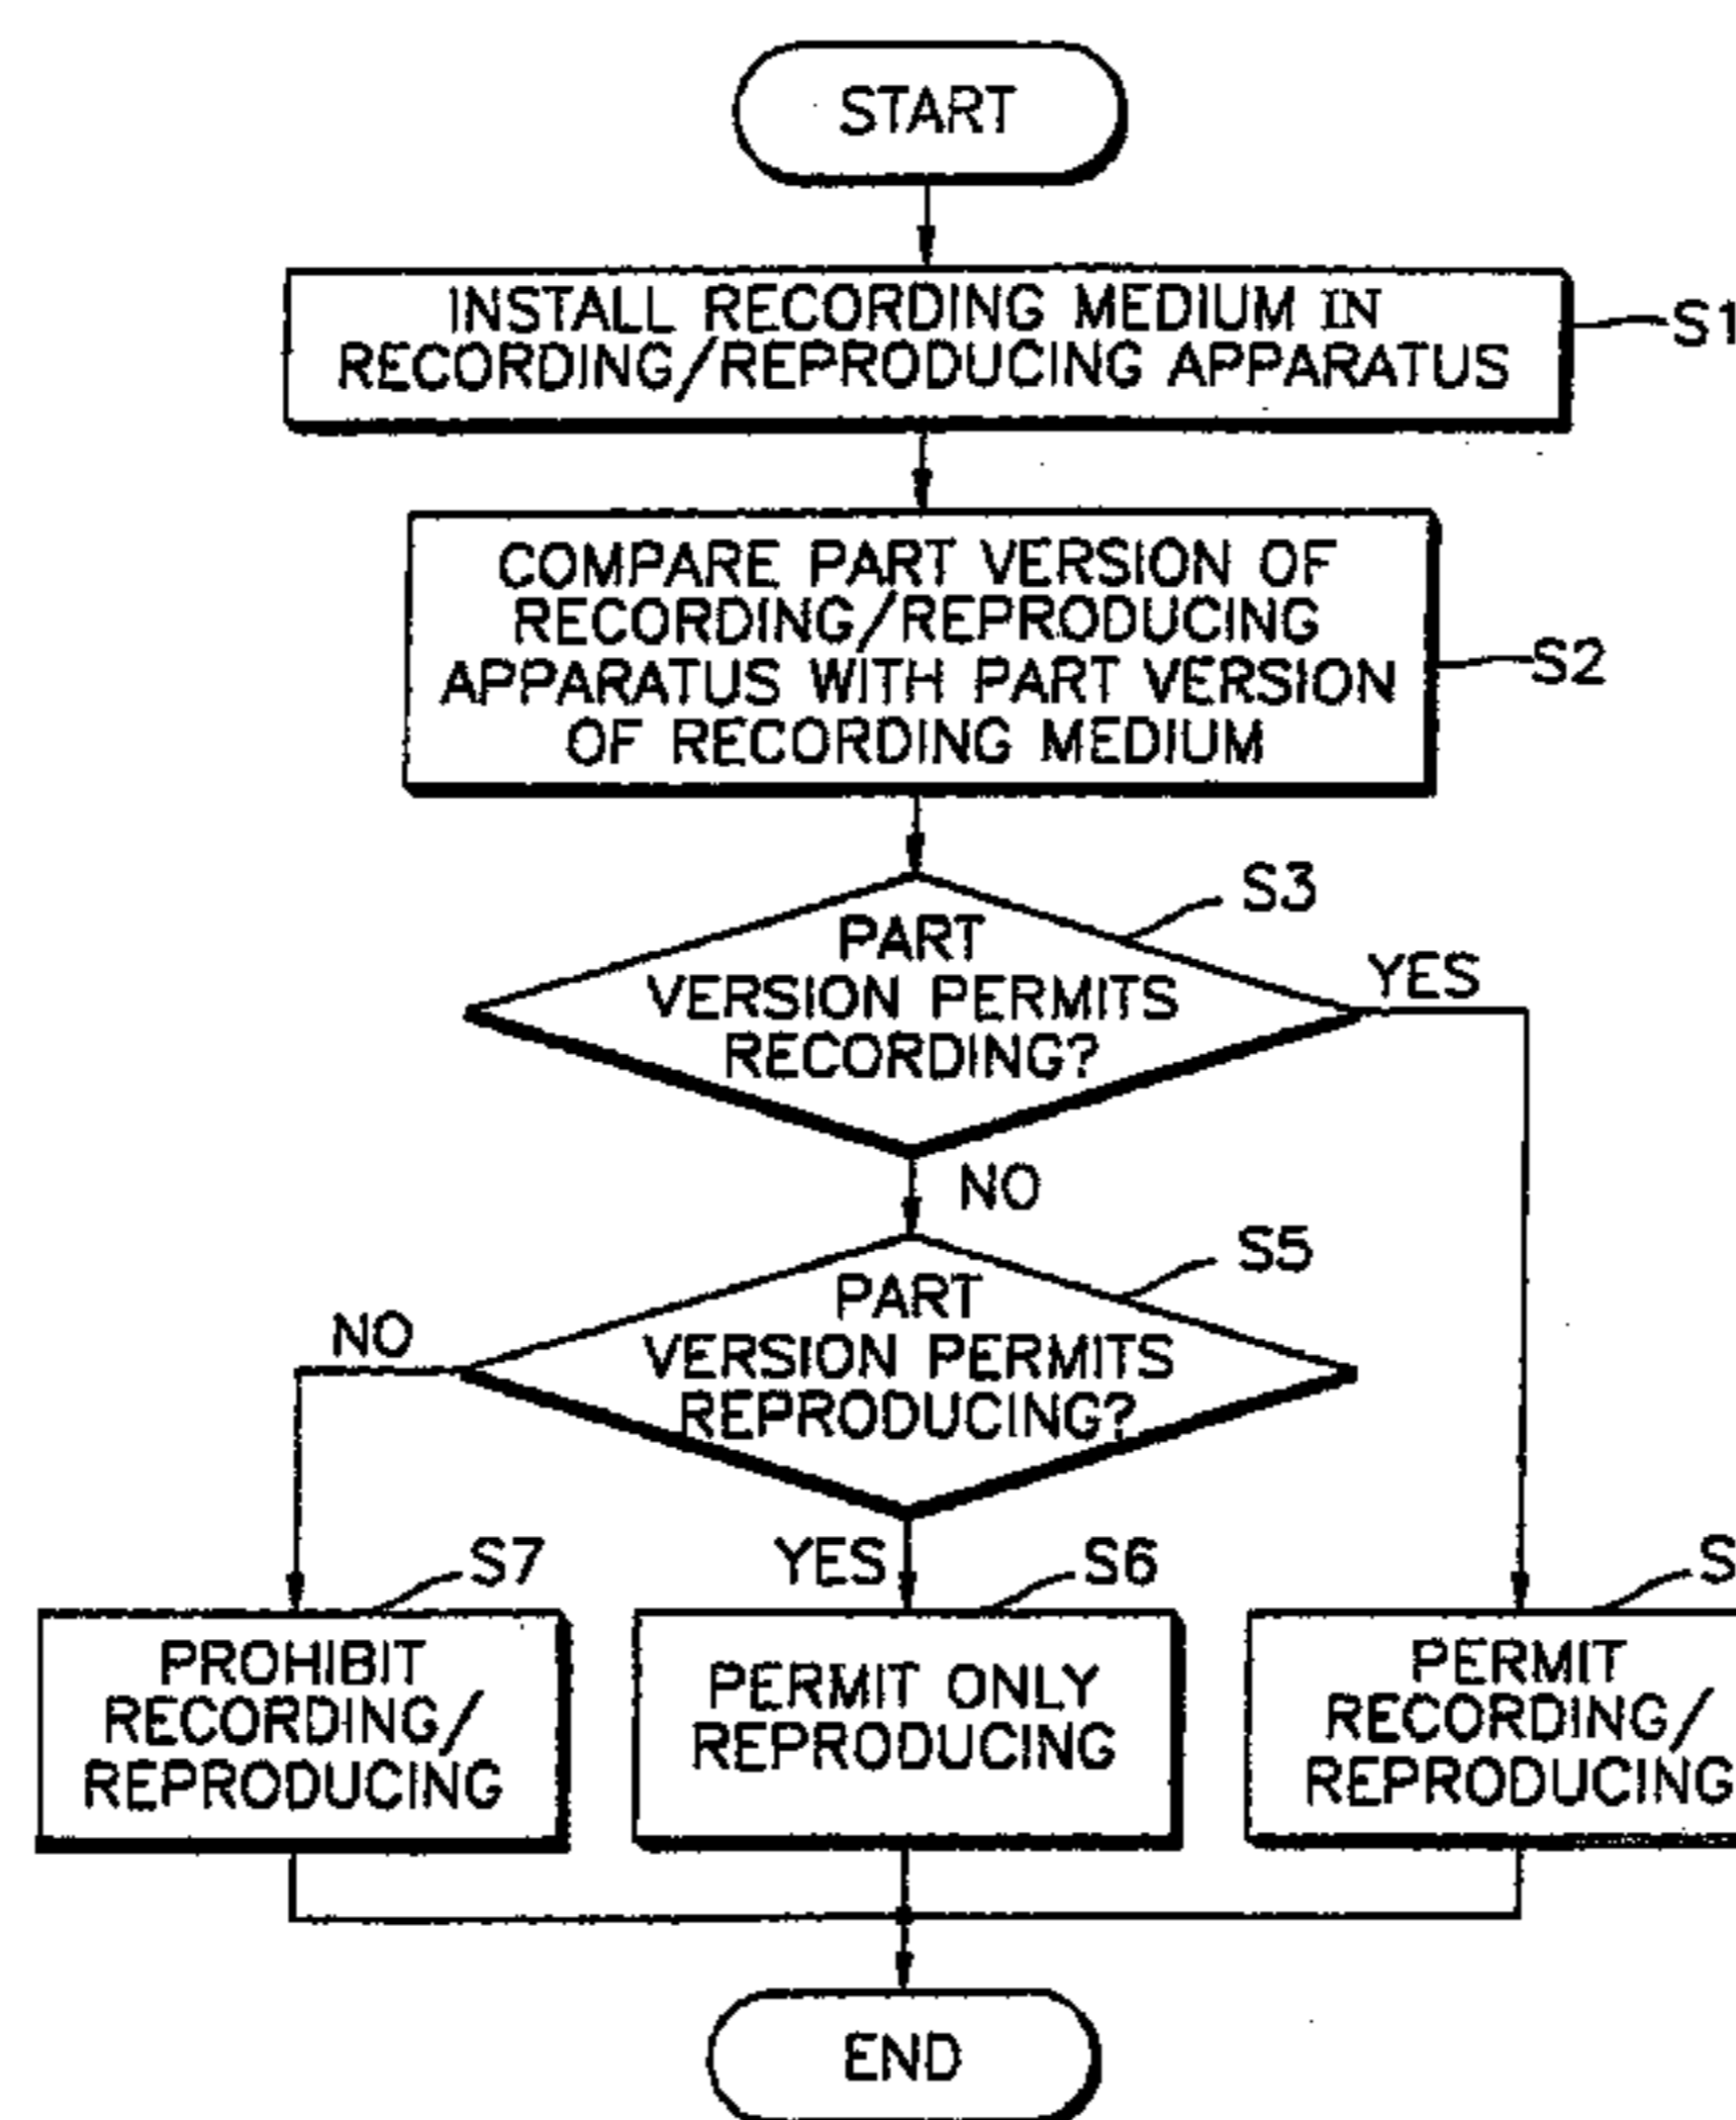 START
INSTALL RECORDING MEDIUM IN
RECORDING/REPRODUCING APPARATUS
S1
COMPARE PART VERSION OF
RECORDING/REPRODUCING
APPARATUS WITH PART VERSION
OF RECORDING MEDIUM
S2
S3
PART
VERSION PERMITS
RECORDING?
YES
NO
S5
PART
VERSION PERMITS
REPRODUCING?
NO
YES
S7
PROHIBIT
RECORDING/
REPRODUCING
S6
PERMIT ONLY
REPRODUCING
S
PERMIT
RECORDING/
REPRODUCING
END